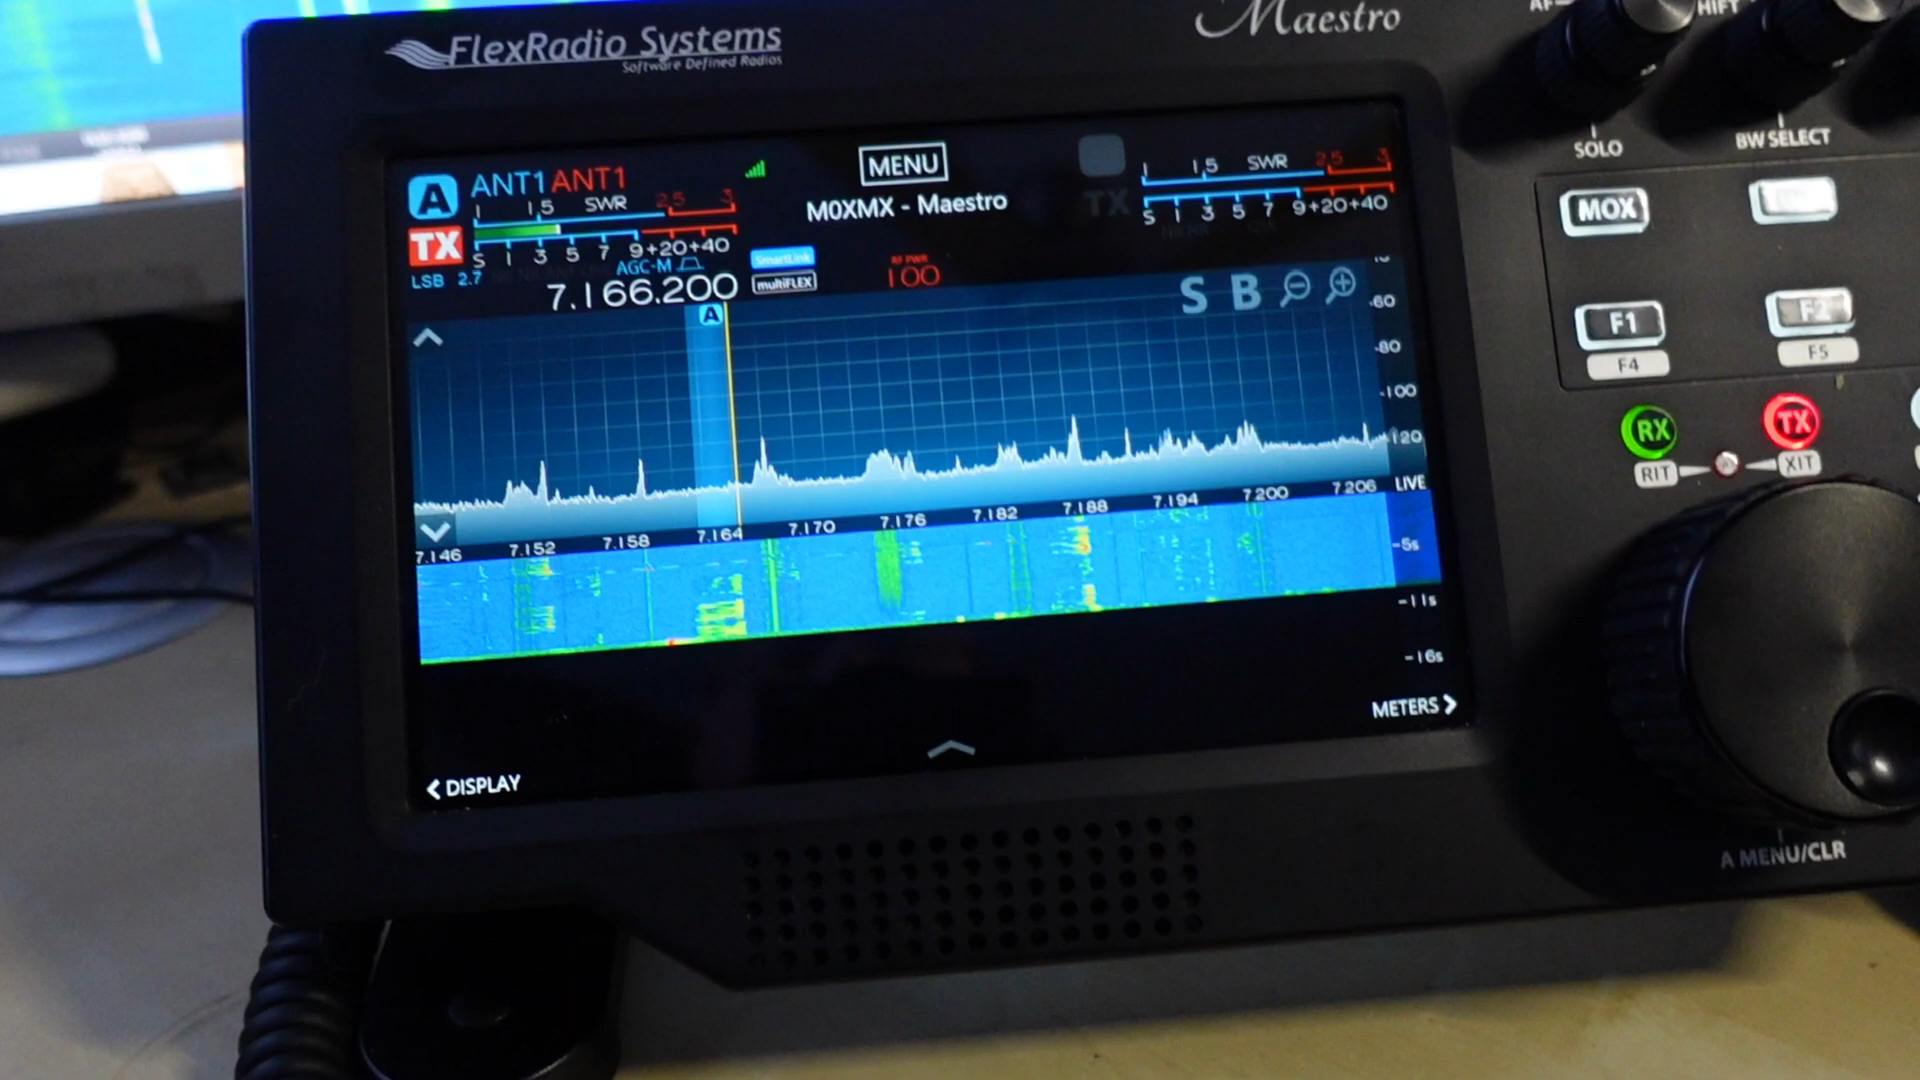 FlexRadio Systems
Software Defined Radios
Maestro
SOLO
BW SELECT
A
ANT1 ANT1
1 1,5 SWR 2.5 3
TX
S 1 3 5 7 9+20+40
LSB 2.7
AGC-M
7.166.200
SmartLink
multiFLEX
MENU
M0XMX - Maestro
RF PWR
100
TX
1 1,5 SWR 2.5 3
S 1 3 5 7 9+20+40
S B
A
-60
-80
-100
-120
LIVE
7.146 7.152 7.158 7.164 7.170 7.176 7.182 7.188 7.194 7.200 7.206
-5s
-11s
-16s
METERS >
< DISPLAY
MOX
F1
F2
F4
F5
RX
TX
RIT
XIT
A MENU/CLR